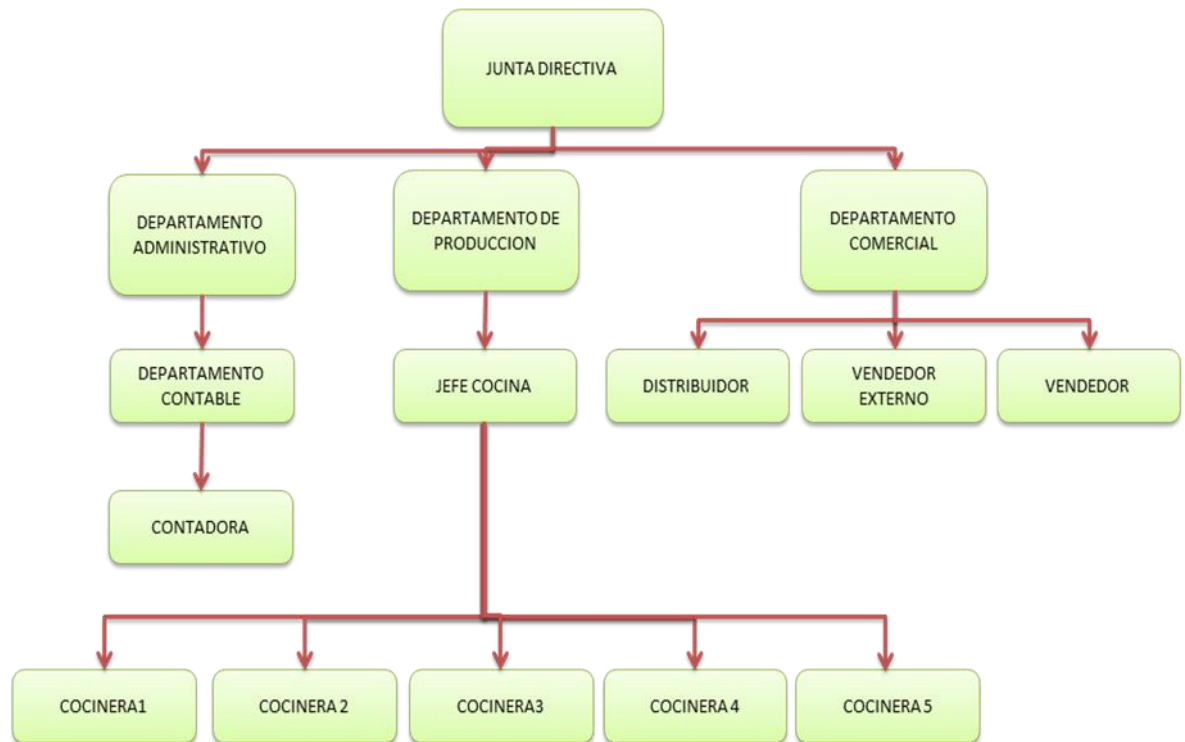 JUNTA DIRECTIVA
DEPARTAMENTO
ADMINISTRATIVO
DEPARTAMENTO DE
PRODUCCION
DEPARTAMENTO
COMERCIAL
DEPARTAMENTO
CONTABLE
JEFE COCINA
DISTRIBUIDOR
VENDEDOR
EXTERNO
VENDEDOR
CONTADORA
COCINERA1
COCINERA 2
COCINERA3
COCINERA 4
COCINERA 5